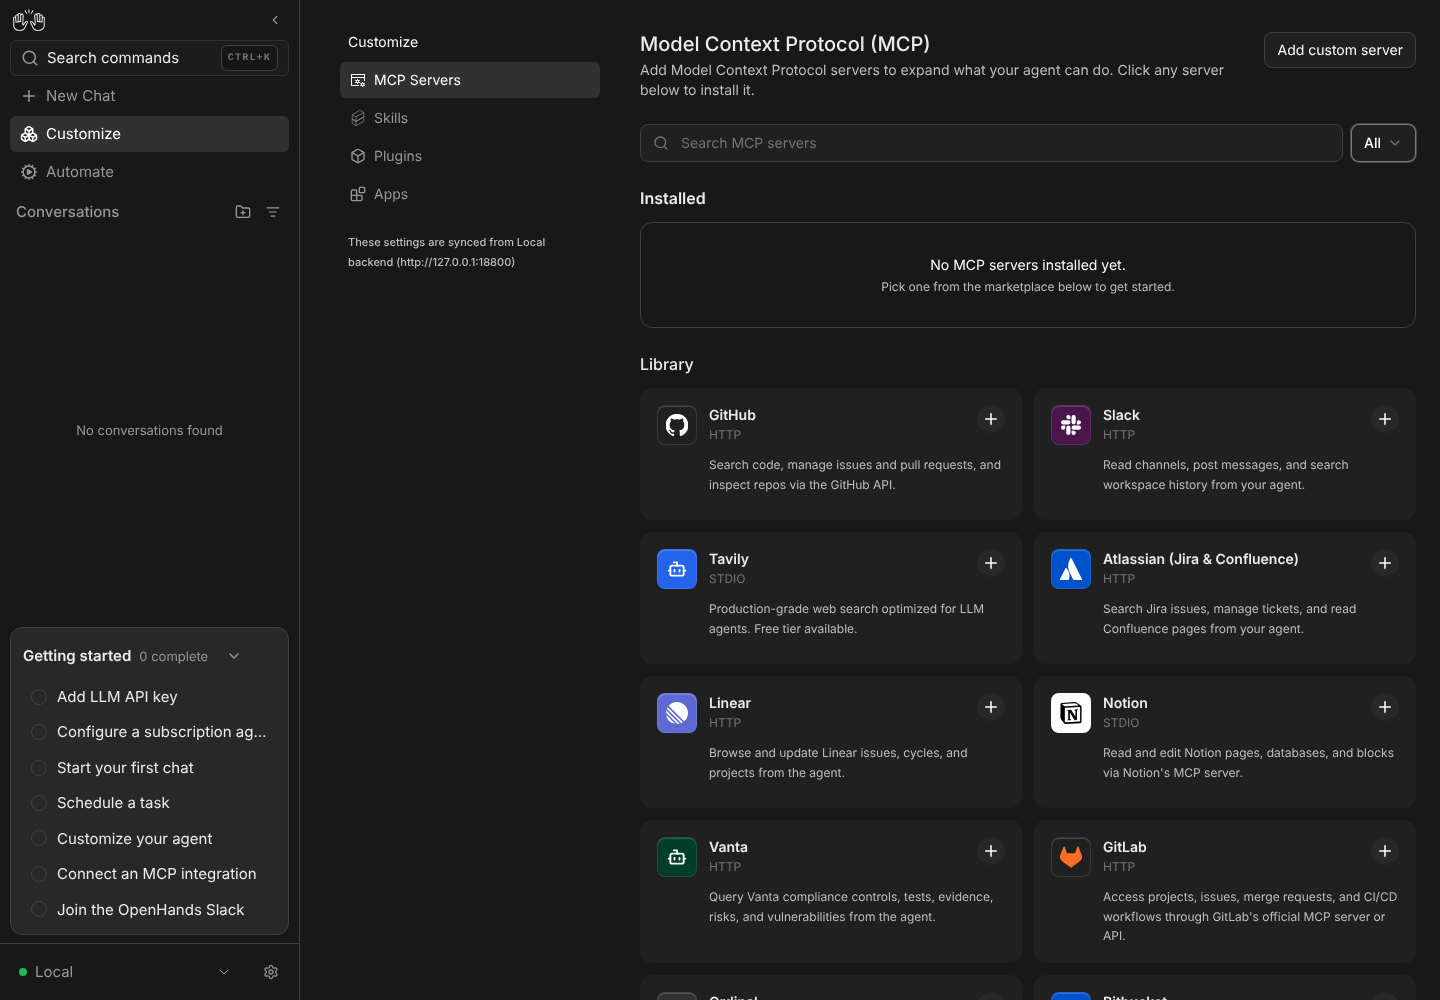 Search commands
CTRL+K
New Chat
Customize
Automate
Conversations
No conversations found
Getting started 0 complete
Add LLM API key
Configure a subscription ag...
Start your first chat
Schedule a task
Customize your agent
Connect an MCP integration
Join the OpenHands Slack
Local
Customize
MCP Servers
Skills
Plugins
Apps
These settings are synced from Local
backend (http://127.0.0.1:18800)
Model Context Protocol (MCP)
Add Model Context Protocol servers to expand what your agent can do. Click any server
below to install it.
Add custom server
Search MCP servers
All
Installed
No MCP servers installed yet.
Pick one from the marketplace below to get started.
Library
GitHub
HTTP
Search code, manage issues and pull requests, and
inspect repos via the GitHub API.
Slack
HTTP
Read channels, post messages, and search
workspace history from your agent.
Tavily
STDIO
Production-grade web search optimized for LLM
agents. Free tier available.
Atlassian (Jira & Confluence)
HTTP
Search Jira issues, manage tickets, and read
Confluence pages from your agent.
Linear
HTTP
Browse and update Linear issues, cycles, and
projects from the agent.
Notion
STDIO
Read and edit Notion pages, databases, and blocks
via Notion's MCP server.
Vanta
HTTP
Query Vanta compliance controls, tests, evidence,
risks, and vulnerabilities from the agent.
GitLab
HTTP
Access projects, issues, merge requests, and CI/CD
workflows through GitLab's official MCP server or
API.
Ordinal
Bitbucket